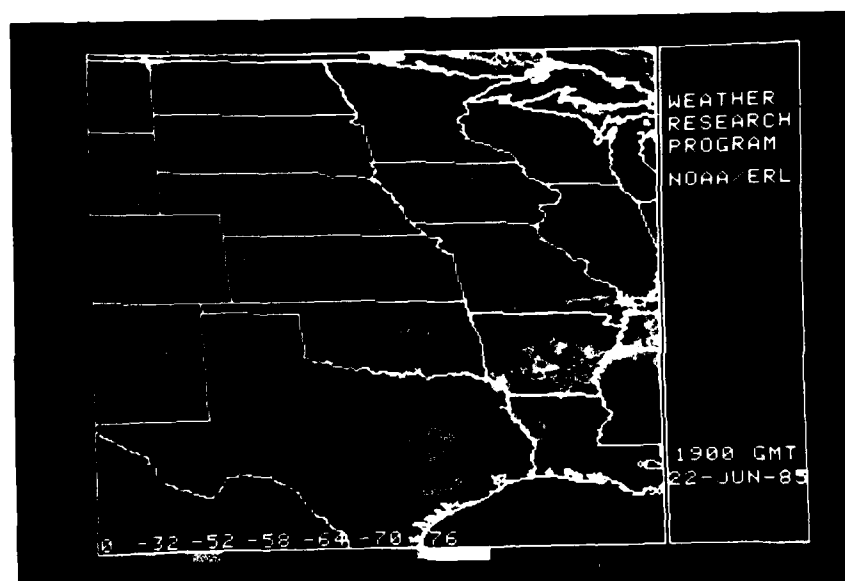 WEATHER
RESEARCH
PROGRAM
NOAA/ERL
1900 GMT
22-JUN-85
0 -32 -52 -58 -64 -70 -76